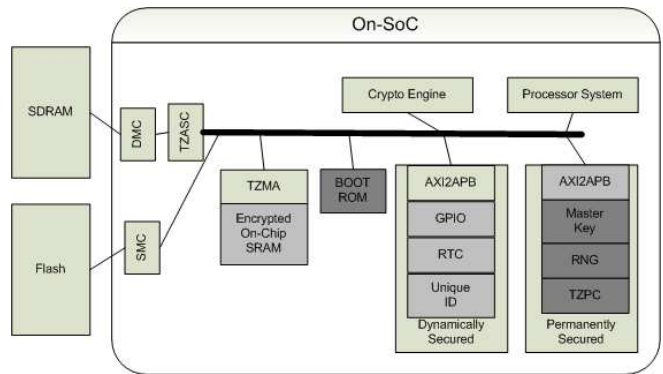 On-SoC
SDRAM
DMC
TZASC
Crypto Engine
Processor System
TZMA
Encrypted
On-Chip
SRAM
BOOT
ROM
AXI2APB
GPIO
RTC
Unique
ID
Dynamically
Secured
AXI2APB
Master
Key
RNG
TZPC
Permanently
Secured
Flash
SMC